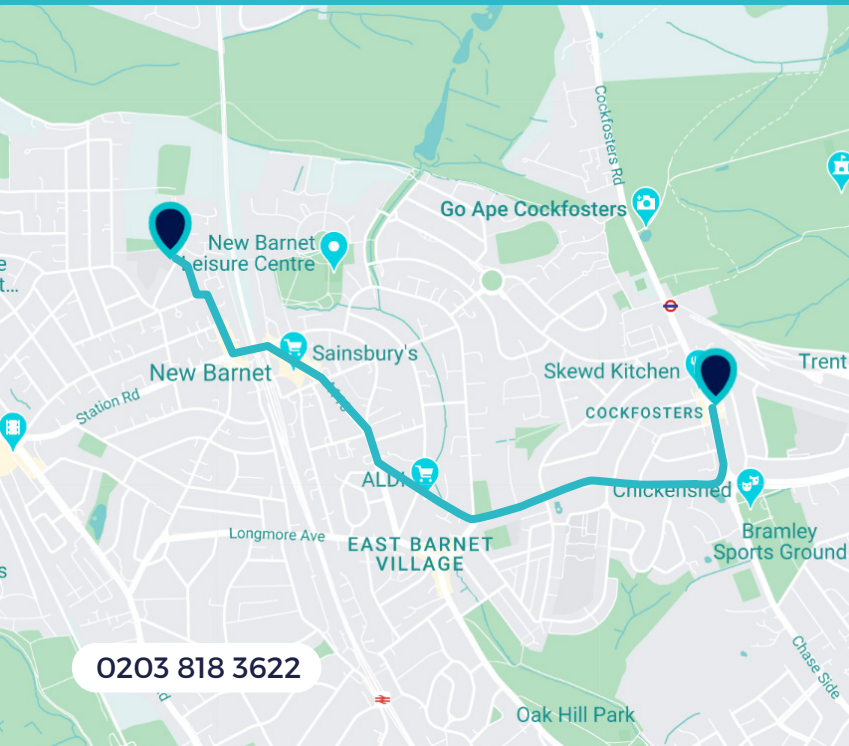 Cockfosters Rd
Go Ape Cockfosters
New Barnet
Leisure Centre
e
t...
Sainsbury's
New Barnet
Skewd Kitchen
Trent
Station Rd
COCKFOSTERS
ALDI
Chickenshed
Longmore Ave
EAST BARNET
VILLAGE
Bramley
Sports Ground
s
0203 818 3622
d
Chase Side
Oak Hill Park